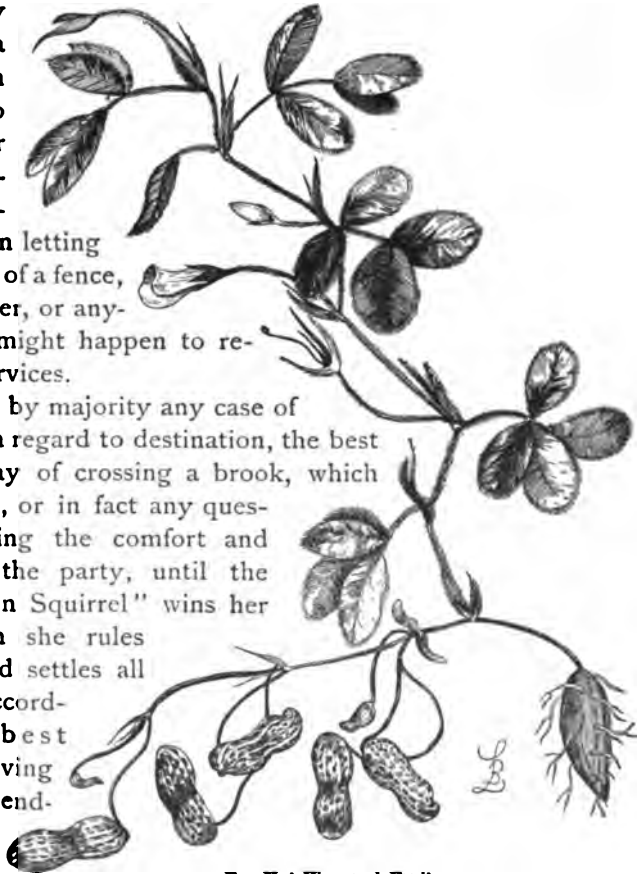 y
a
n
o
r
-
-
n letting
of a fence,
er, or any-
might happen to re-
rvices.
by majority any case of
n regard to destination, the best
ay of crossing a brook, which
, or in fact any ques-
ing the comfort and
the party, until the
n Squirrel" wins her
n she rules
d settles all
ccord-
best
ving
end-